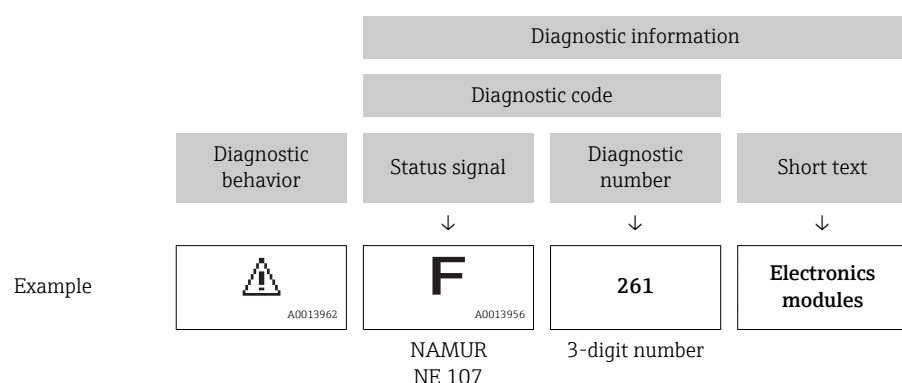 Diagnostic information
Diagnostic code
Diagnostic
behavior
Status signal
Diagnostic
number
Short text
↓
↓
↓
Example
A0013962
F
A0013956
261
Electronics
modules
NAMUR
NE 107
3-digit number